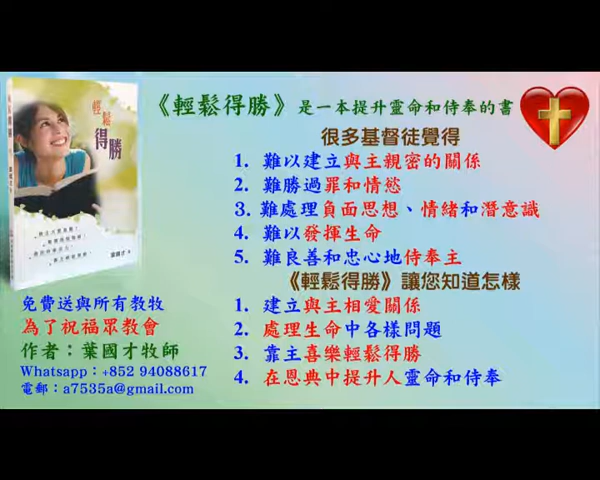 《輕鬆得勝》是一本提升靈命和侍奉的書
很多基督徒覺得
1. 難以建立與主親密的關係
2. 難勝過罪和情慾
3. 難處理負面思想、情緒和潛意識
4. 難以發揮生命
5. 難良善和忠心地侍奉主
《輕鬆得勝》讓您知道怎樣
1. 建立與主相愛關係
2. 處理生命中各樣問題
3. 靠主喜樂輕鬆得勝
4. 在恩典中提升人靈命和侍奉
輕鬆
得勝
免費送與所有教牧
為了祝福眾教會
作者：葉國才牧師
Whatsapp：+852 94088617
電郵：a7535a@gmail.com